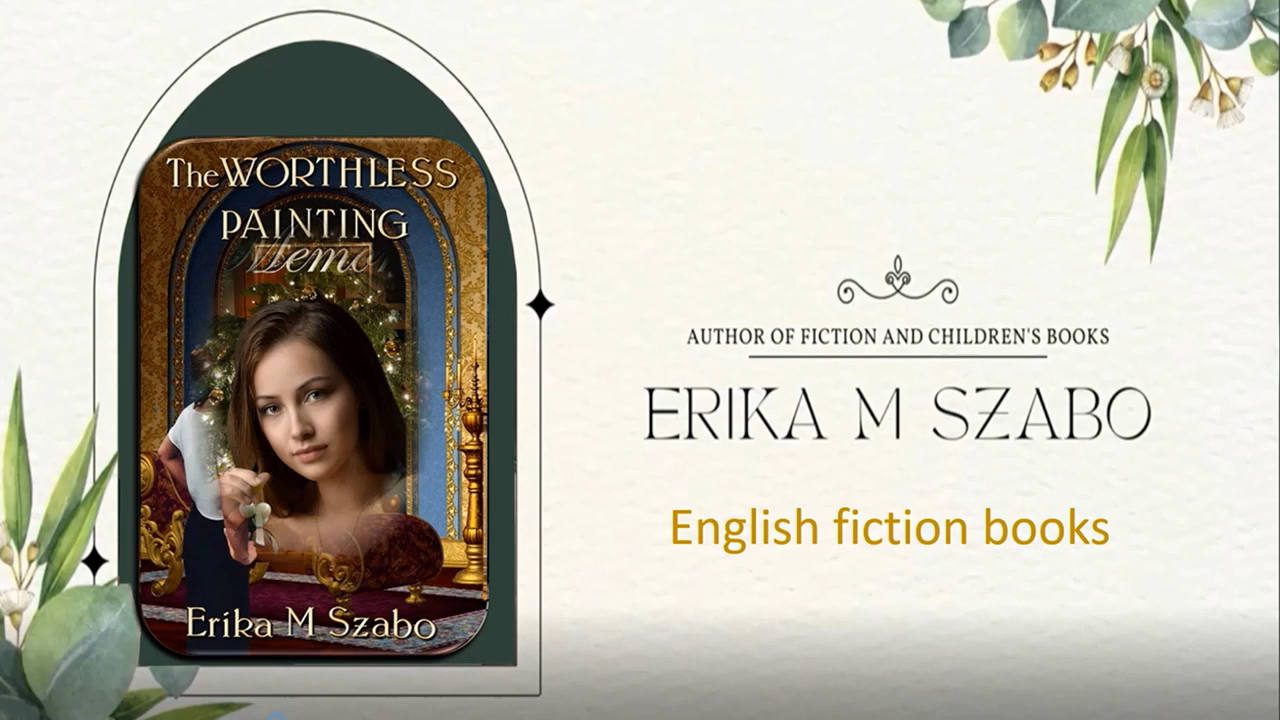 The WORTHLESS
PAINTING
Erika M Szabo
AUTHOR OF FICTION AND CHILDREN'S BOOKS
ERIKA M SZABO
English fiction books